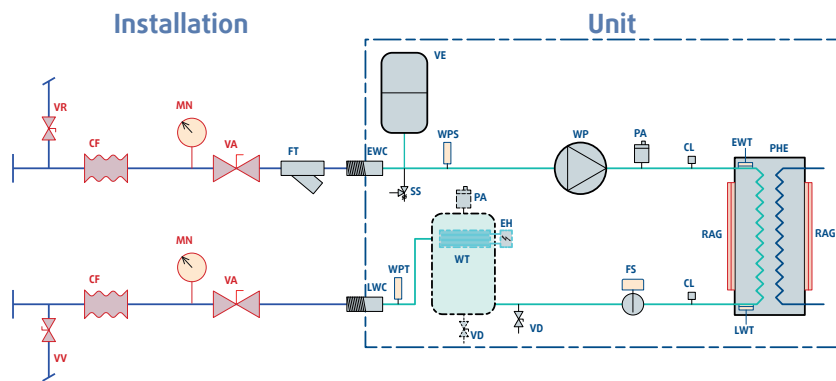 Installation
Unit
VE
VR
MN
CF
VA
FT
EWC
WPS
WP
PA
CL
EWT
PHE
SS
PA
EH
WT
RAG
RAG
MN
CF
VA
LWC
WPT
FS
CL
VV
VD
VD
LWT